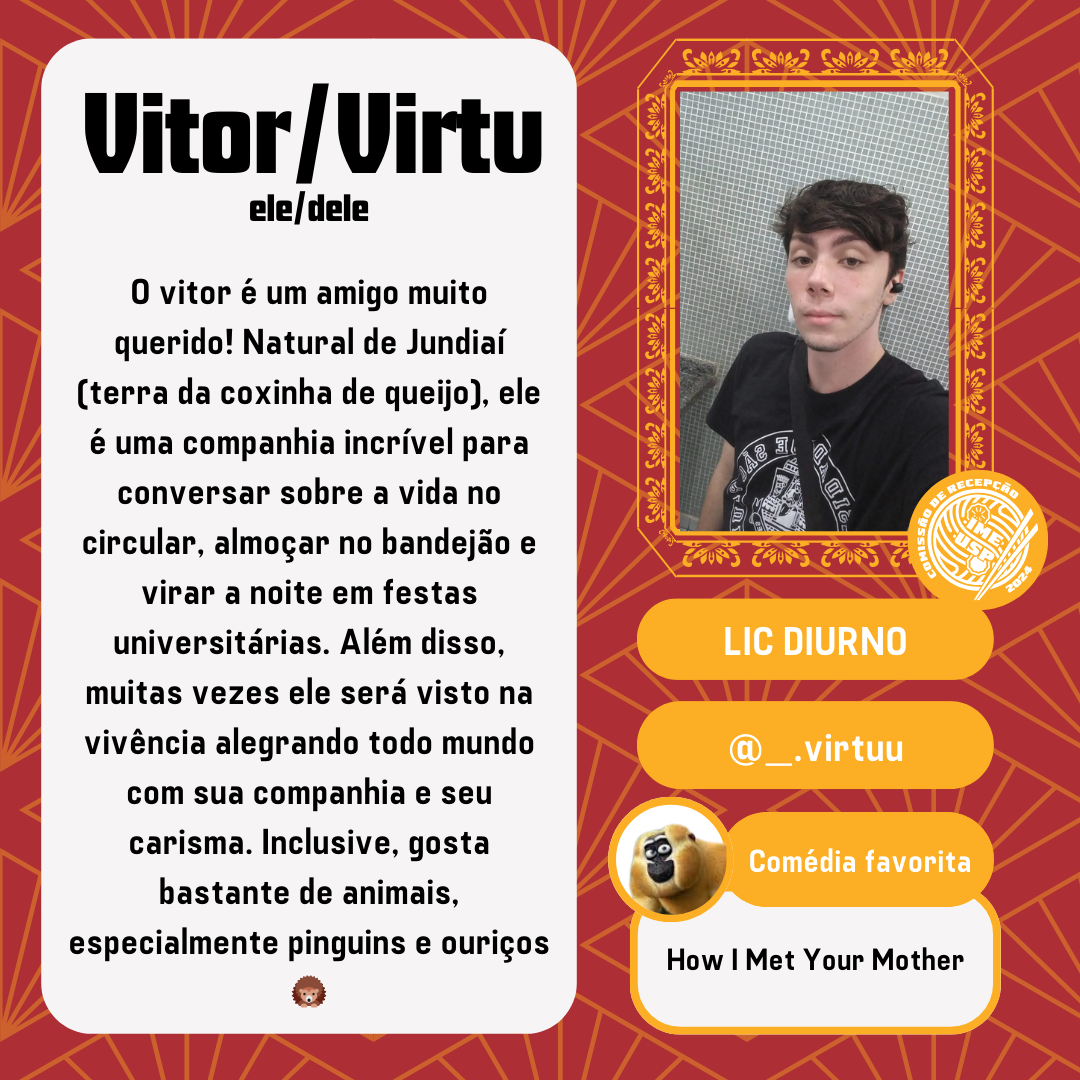 Vitor/Virtu
ele/dele
O vitor é um amigo muito
querido! Natural de Jundiaí
(terra da coxinha de queijo), ele
é uma companhia incrível para
conversar sobre a vida no
circular, almoçar no bandejão e
virar a noite em festas
universitárias. Além disso,
muitas vezes ele será visto na
vivência alegrando todo mundo
com sua companhia e seu
carisma. Inclusive, gosta
bastante de animais,
especialmente pinguins e ouriços
🦔
COMISSÃO DE RECEPÇÃO
IME
USP
2024
LIC DIURNO
@__.virtuu
Comédia favorita
How I Met Your Mother